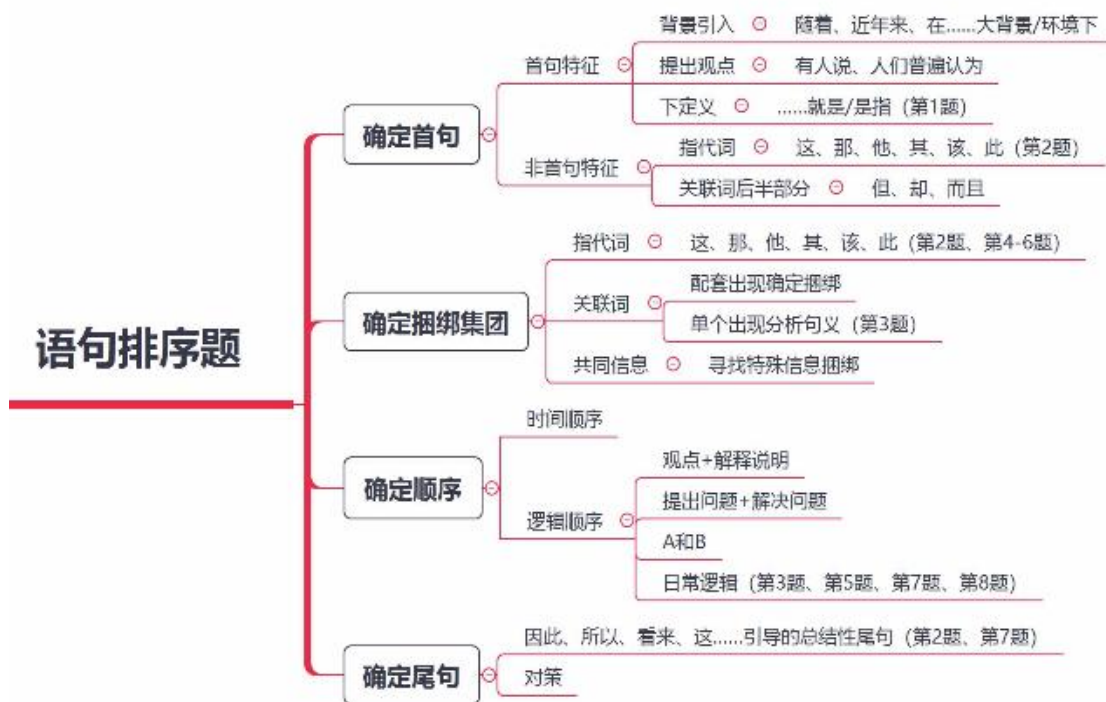 语句排序题
确定首句
首句特征
背景引入
随着、近年来、在……大背景/环境下
提出观点
有人说、人们普遍认为
下定义
……就是/是指 (第1题)
非首句特征
指代词
这、那、他、其、该、此 (第2题)
关联词后半部分
但、却、而且
确定捆绑集团
指代词
这、那、他、其、该、此 (第2题、第4-6题)
关联词
配套出现确定捆绑
单个出现分析句义 (第3题)
共同信息
寻找特殊信息捆绑
确定顺序
时间顺序
逻辑顺序
观点+解释说明
提出问题+解决问题
A和B
日常逻辑 (第3题、第5题、第7题、第8题)
确定尾句
因此、所以、看来、这……引导的总结性尾句 (第2题、第7题)
对策